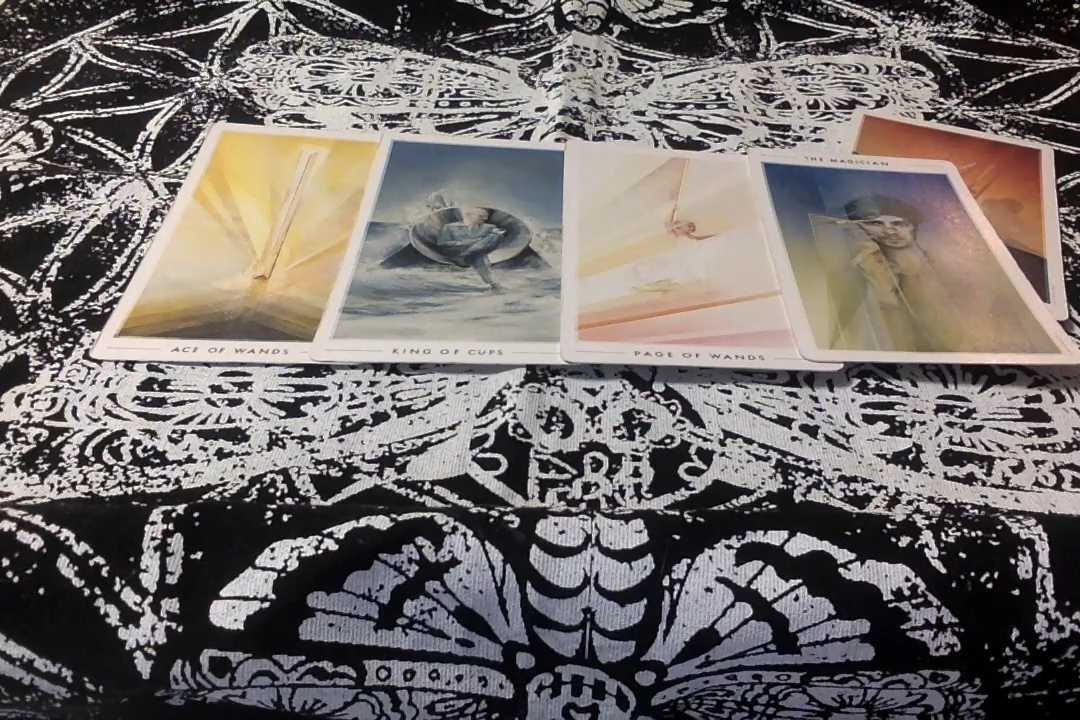 THE MAGICIAN
ACE OF WANDS
KING OF CUPS
PAGE OF WANDS